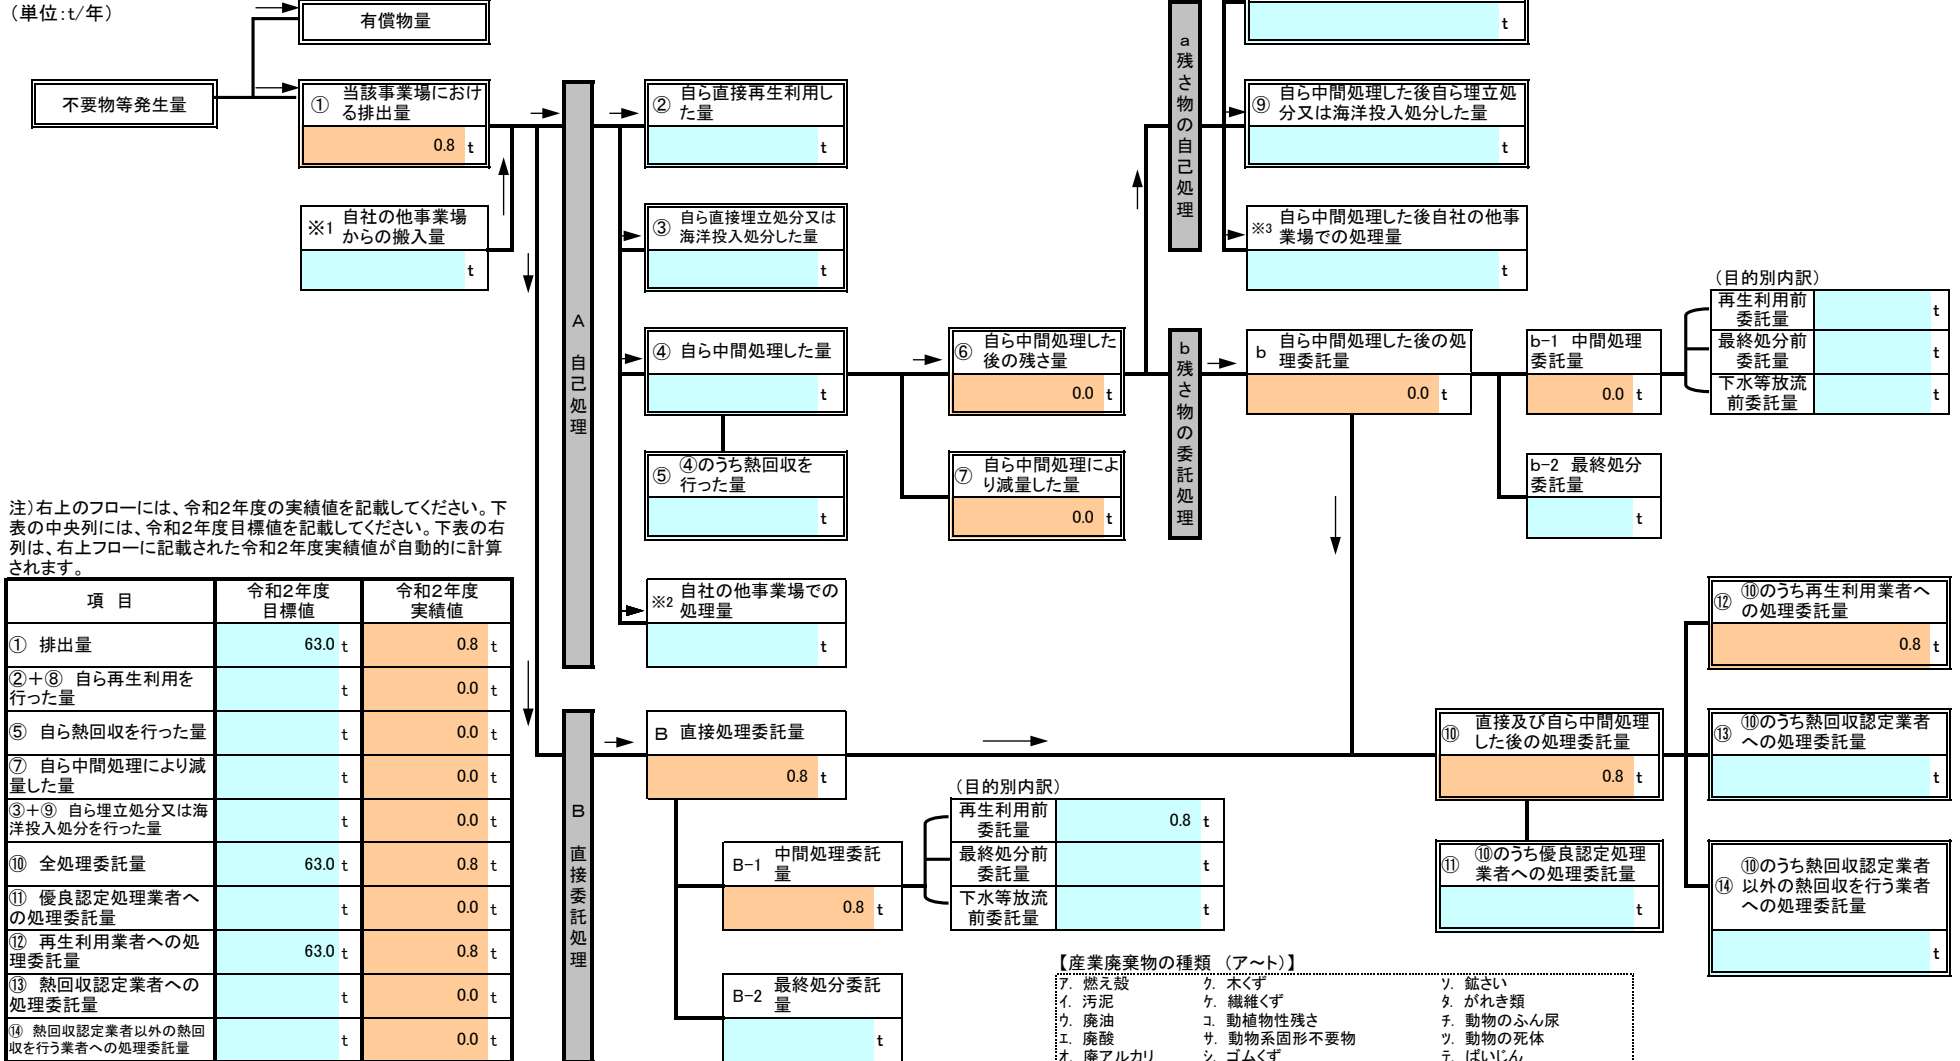 (単位:t/年)
有償物量
不要物等発生量
① 当該事業場におけ
る排出量
0.8 t
※1 自社の他事業場
からの搬入量
t
A 自己処理
② 自ら直接再生利用し
た量
t
③ 自ら直接埋立処分又は
海洋投入処分した量
t
④ 自ら中間処理した量
t
⑤ ④のうち熱回収を
行った量
t
※2 自社の他事業場での
処理量
t
⑥ 自ら中間処理した
後の残さ量
0.0 t
⑦ 自ら中間処理によ
り減量した量
0.0 t
a 残さ物の自己処理
t
⑨ 自ら中間処理した後自ら埋立処
分又は海洋投入処分した量
t
※3 自ら中間処理した後自社の他事
業場での処理量
t
b 残さ物の委託処理
b 自ら中間処理した後の処
理委託量
0.0 t
b-1 中間処理
委託量
0.0 t
(目的別内訳)
再生利用前
委託量
t
最終処分前
委託量
t
下水等放流
前委託量
t
b-2 最終処分
委託量
t
注)右上のフローには、令和2年度の実績値を記載してください。下
表の中央列には、令和2年度目標値を記載してください。下表の右
列は、右上フローに記載された令和2年度実績値が自動的に計算
されます。
項 目 令和2年度
目標値 令和2年度
実績値
① 排出量 63.0 t 0.8 t
②+⑧ 自ら再生利用を
行った量 t 0.0 t
⑤ 自ら熱回収を行った量 t 0.0 t
⑦ 自ら中間処理により減
量した量 t 0.0 t
③+⑨ 自ら埋立処分又は海
洋投入処分を行った量 t 0.0 t
⑩ 全処理委託量 63.0 t 0.8 t
⑪ 優良認定処理業者へ
の処理委託量 t 0.0 t
⑫ 再生利用業者への処
理委託量 63.0 t 0.8 t
⑬ 熱回収認定業者への
処理委託量 t 0.0 t
⑭ 熱回収認定業者以外の熱回
収を行う業者への処理委託量 t 0.0 t
B 直接委託処理
B 直接処理委託量
0.8 t
B-1 中間処理委託
量
0.8 t
(目的別内訳)
再生利用前
委託量
0.8 t
最終処分前
委託量
t
下水等放流
前委託量
t
B-2 最終処分委託
量
t
⑩ 直接及び自ら中間処理
した後の処理委託量
0.8 t
⑪ ⑩のうち優良認定処理
業者への処理委託量
t
⑫ ⑩のうち再生利用業者へ
の処理委託量
0.8 t
⑬ ⑩のうち熱回収認定業者
への処理委託量
t
⑭ ⑩のうち熱回収認定業者
以外の熱回収を行う業者
への処理委託量
t
【産業廃棄物の種類 (ア~ト)】
ア. 燃え殻 ク. 木くず ソ. 鉱さい
イ. 汚泥 ケ. 繊維くず タ. がれき類
ウ. 廃油 コ. 動植物性残さ チ. 動物のふん尿
エ. 廃酸 サ. 動物系固形不要物 ツ. 動物の死体
オ. 廃アルカリ シ. ゴムくず テ. ばいじん